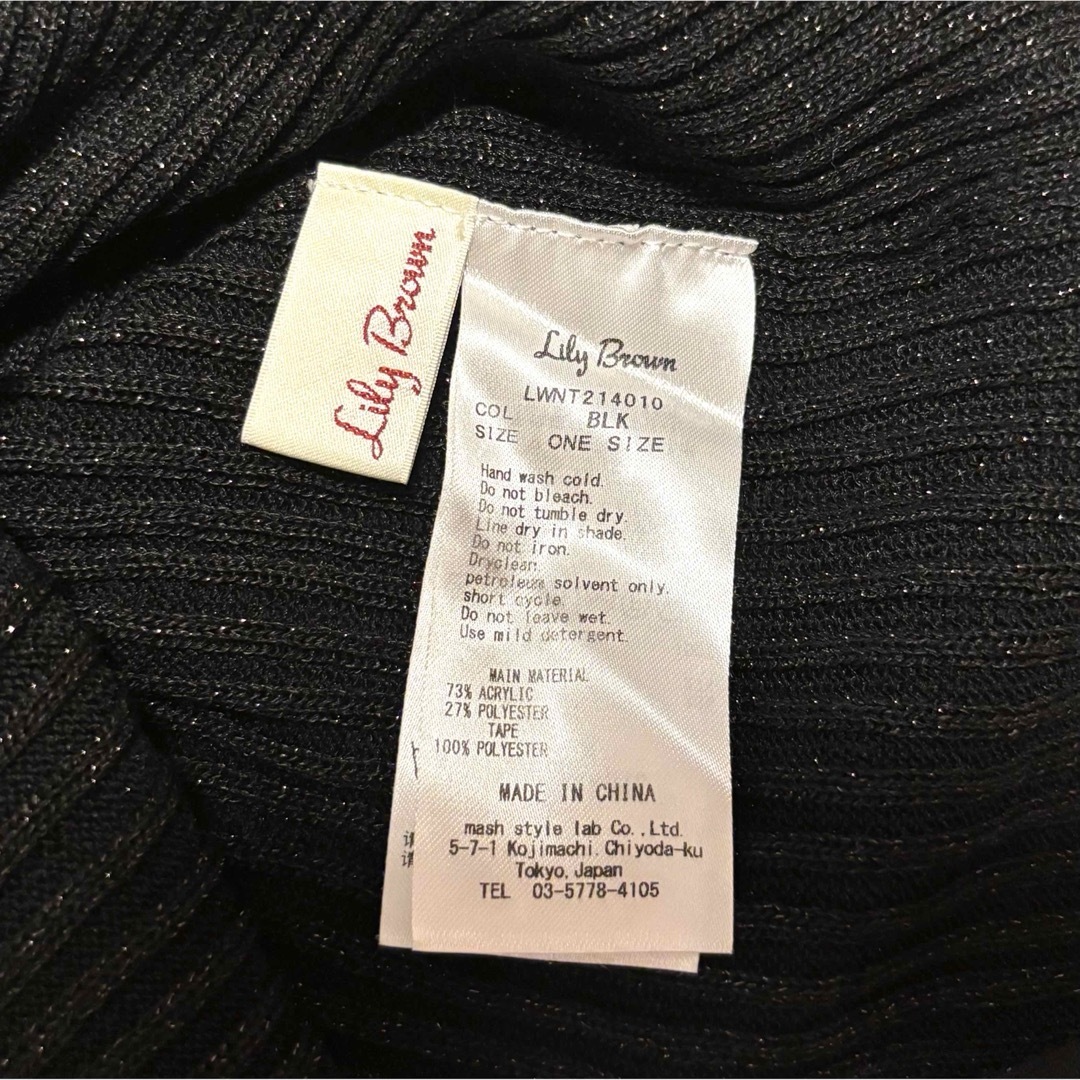 Lily Brown
Lily Brown
LWNT214010
COL BLK
SIZE ONE SIZE
Hand wash cold.
Do not bleach.
Do not tumble dry.
Line dry in shade.
Do not iron.
Dryclean:
petroleum solvent only.
short cycle
Do not leave wet.
Use mild detergent.
MAIN MATERIAL
73% ACRYLIC
27% POLYESTER
TAPE
100% POLYESTER
MADE IN CHINA
mash style lab Co.,Ltd.
5-7-1 Kojimachi.Chiyoda-ku
Tokyo,Japan
TEL 03-5778-4105